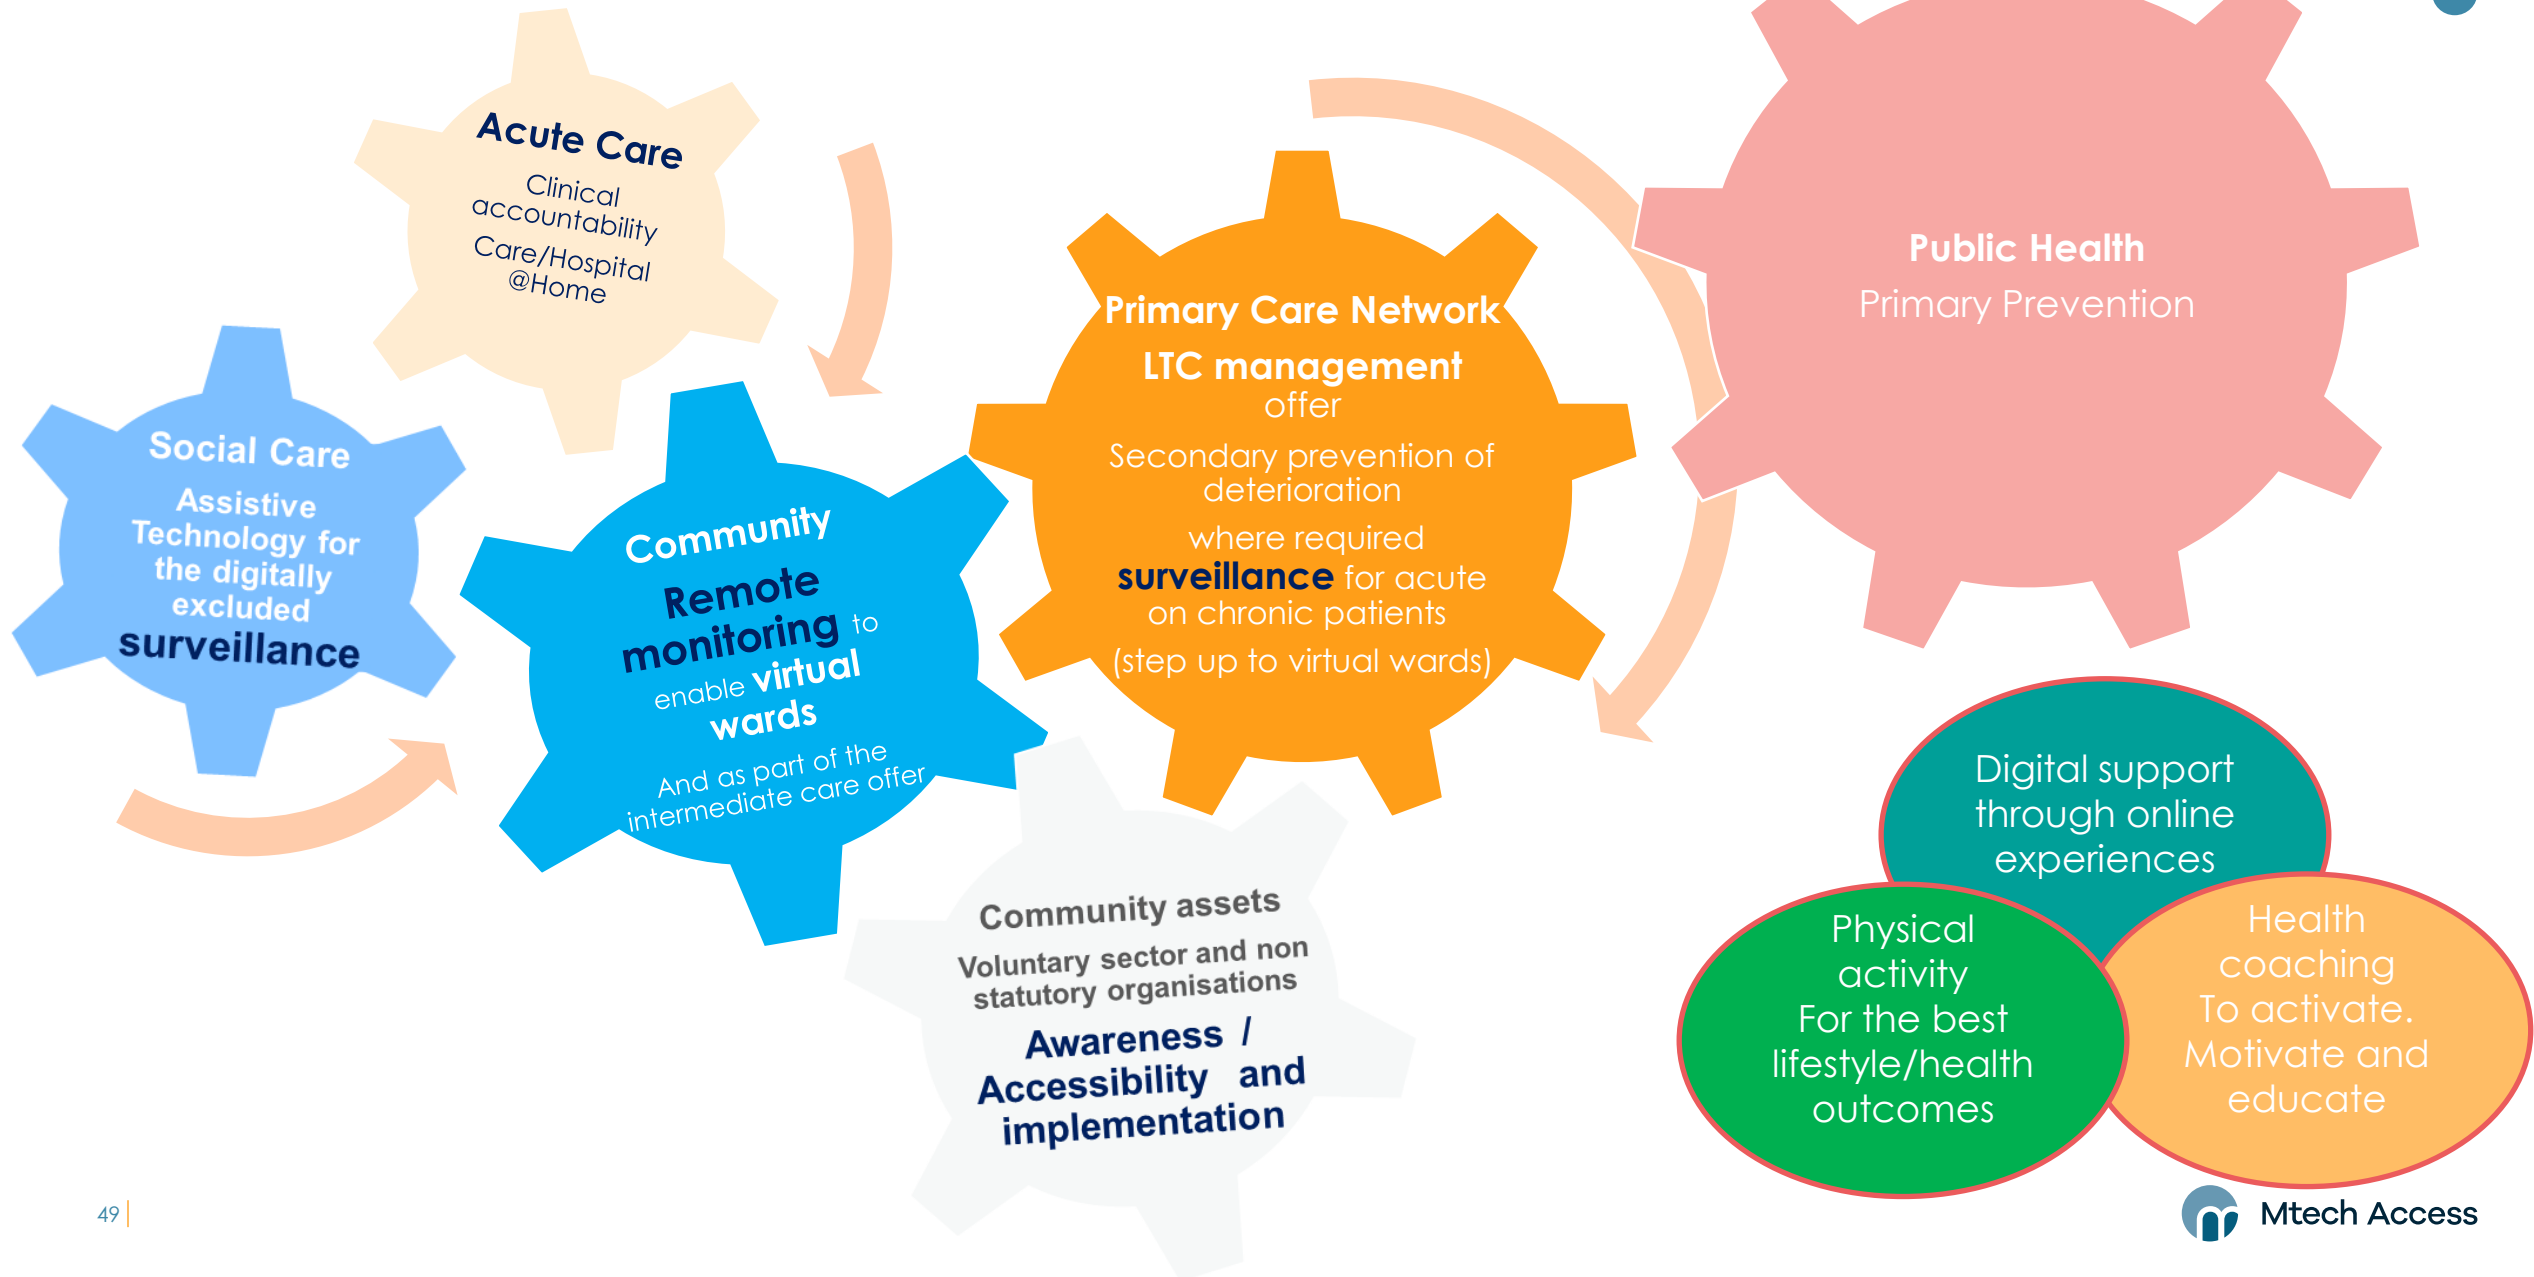 Acute Care
Clinical
accountability
Care/Hospital
@Home
Social Care
Assistive
Technology for
the digitally
excluded
surveillance
Community
Remote
monitoring to
enable virtual
wards
And as part of the
intermediate care offer
Primary Care Network
LTC management
offer
Secondary prevention of
deterioration
where required
surveillance for acute
on chronic patients
(step up to virtual wards)
Public Health
Primary Prevention
Community assets
Voluntary sector and non
statutory organisations
Awareness /
Accessibility and
implementation
Digital support
through online
experiences
Physical
activity
For the best
lifestyle/health
outcomes
Health
coaching
To activate.
Motivate and
educate
49
Mtech Access